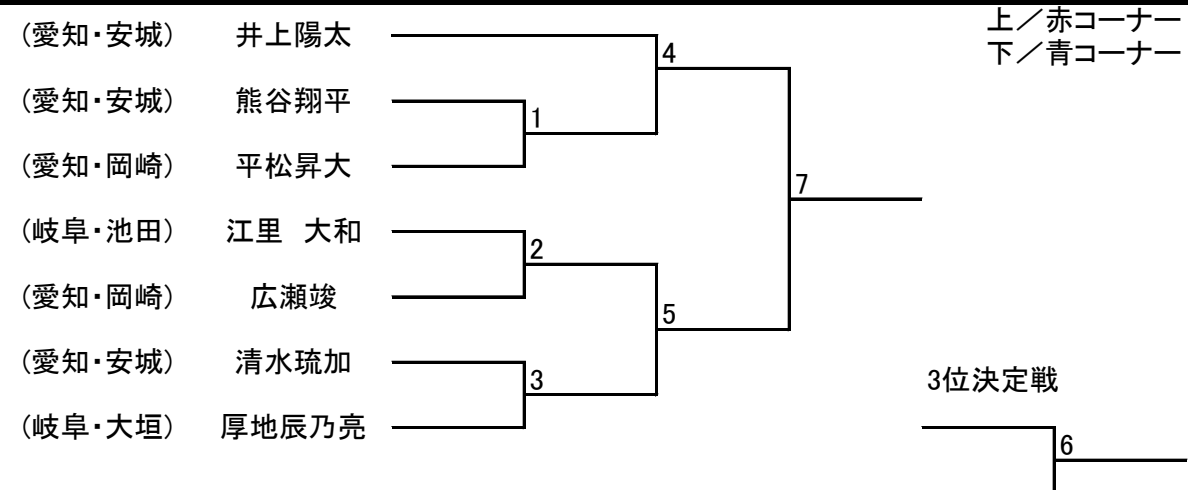 上／赤コーナー
下／青コーナー
(愛知・安城) 井上陽太
4
(愛知・安城) 熊谷翔平
1
(愛知・岡崎) 平松昇大
7
(岐阜・池田) 江里　大和
2
(愛知・岡崎) 広瀬竣
5
(愛知・安城) 清水琉加
3
3位決定戦
(岐阜・大垣) 厚地辰乃亮
6